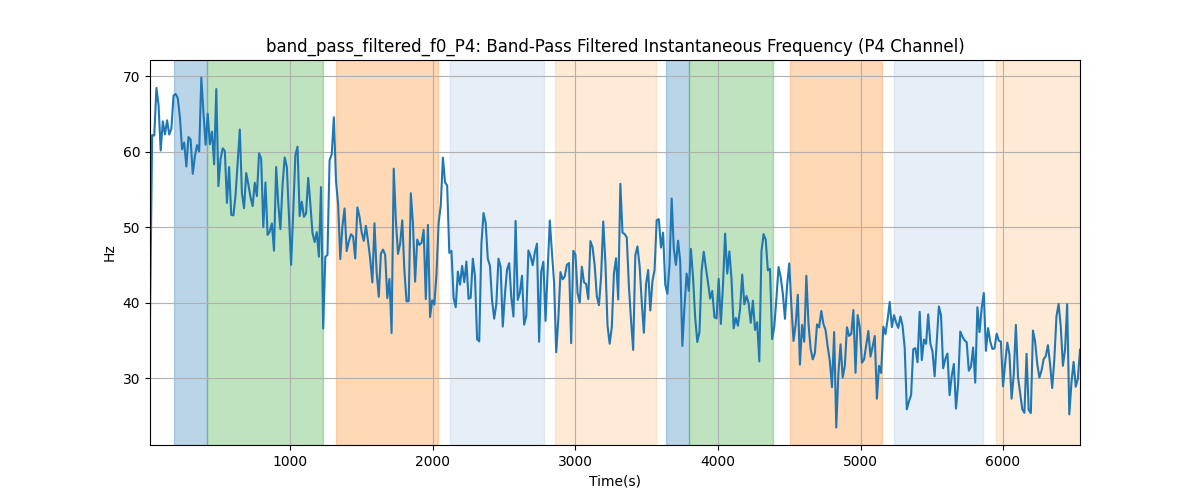 band_pass_filtered_f0_P4: Band-Pass Filtered Instantaneous Frequency (P4 Channel)
70
60
50
40
30
Hz
1000 2000 3000 4000 5000 6000
Time(s)